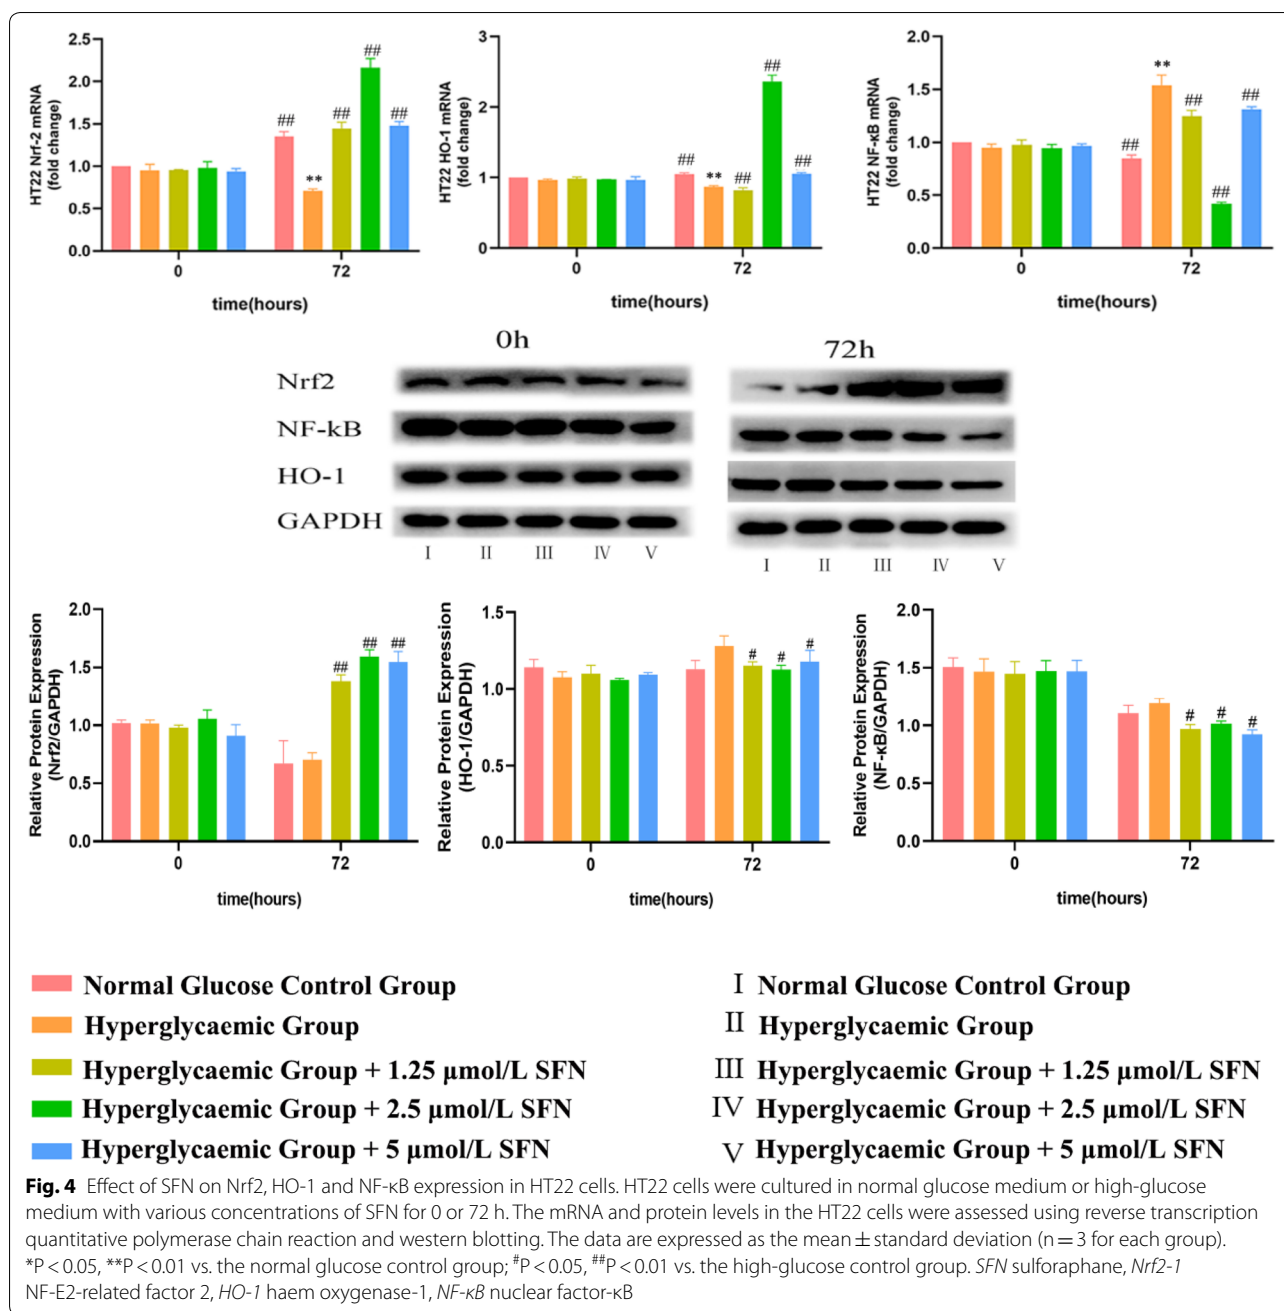 HT22 Nrf-2 mRNA
(fold change)
2.5
2.0
1.5
1.0
0.5
0.0
##
**
##
##
##
0
72
time(hours)
HT22 HO-1 mRNA
(fold change)
3
2
1
0
##
**
##
##
##
0
72
time(hours)
HT22 NF-κB mRNA
(fold change)
2.0
1.5
1.0
0.5
0.0
##
**
##
##
##
0
72
time(hours)
0h
72h
Nrf2
NF-kB
HO-1
GAPDH
I II III IV V
I II III IV V
Relative Protein Expression
(Nrf2/GAPDH)
2.0
1.5
1.0
0.5
0.0
##
##
##
0
72
time(hours)
Relative Protein Expression
(HO-1/GAPDH)
1.5
1.0
0.5
0.0
#
#
#
0
72
time(hours)
Relative Protein Expression
(NF-κB/GAPDH)
2.0
1.5
1.0
0.5
0.0
#
#
#
0
72
time(hours)
Normal Glucose Control Group
Hyperglycaemic Group
Hyperglycaemic Group + 1.25 μmol/L SFN
Hyperglycaemic Group + 2.5 μmol/L SFN
Hyperglycaemic Group + 5 μmol/L SFN
I Normal Glucose Control Group
II Hyperglycaemic Group
III Hyperglycaemic Group + 1.25 μmol/L SFN
IV Hyperglycaemic Group + 2.5 μmol/L SFN
V Hyperglycaemic Group + 5 μmol/L SFN
Fig. 4 Effect of SFN on Nrf2, HO-1 and NF-κB expression in HT22 cells. HT22 cells were cultured in normal glucose medium or high-glucose
medium with various concentrations of SFN for 0 or 72 h. The mRNA and protein levels in the HT22 cells were assessed using reverse transcription
quantitative polymerase chain reaction and western blotting. The data are expressed as the mean ± standard deviation (n = 3 for each group).
*P < 0.05, **P < 0.01 vs. the normal glucose control group; #P < 0.05, ##P < 0.01 vs. the high-glucose control group. SFN sulforaphane, Nrf2-1
NF-E2-related factor 2, HO-1 haem oxygenase-1, NF-κB nuclear factor-κB